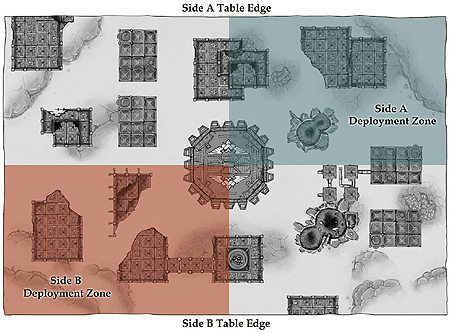 Side A Table Edge
Side A
Deployment Zone
Side B
Deployment Zone
Side B Table Edge